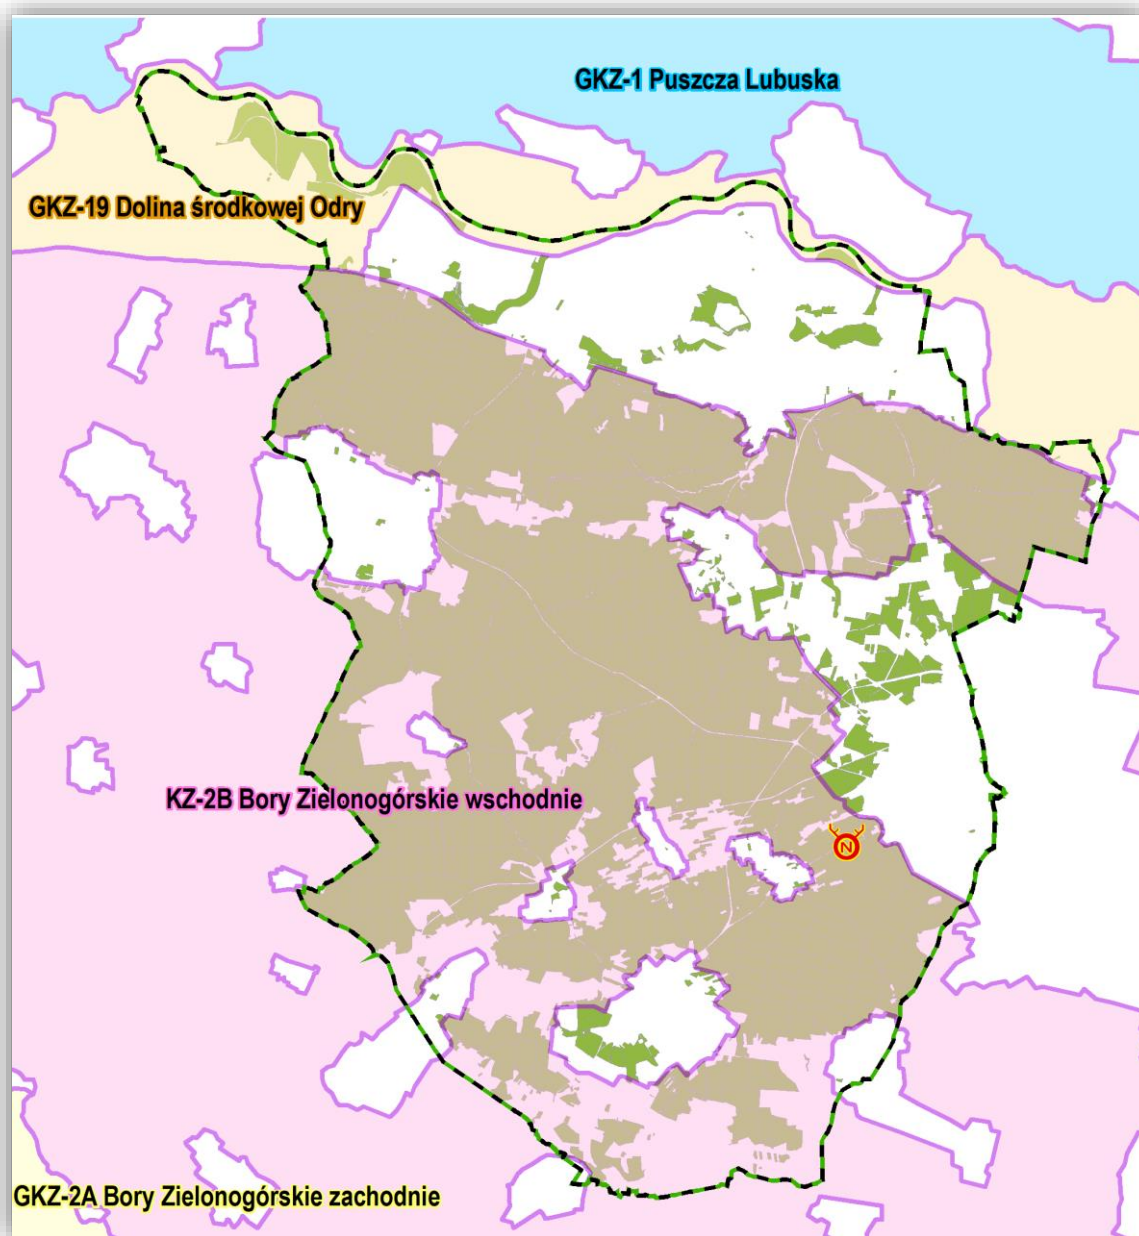 GKZ-1 Puszcza Lubuska
GKZ-19 Dolina środkowej Odry
KZ-2B Bory Zielonogórskie wschodnie
N
GKZ-2A Bory Zielonogórskie zachodnie